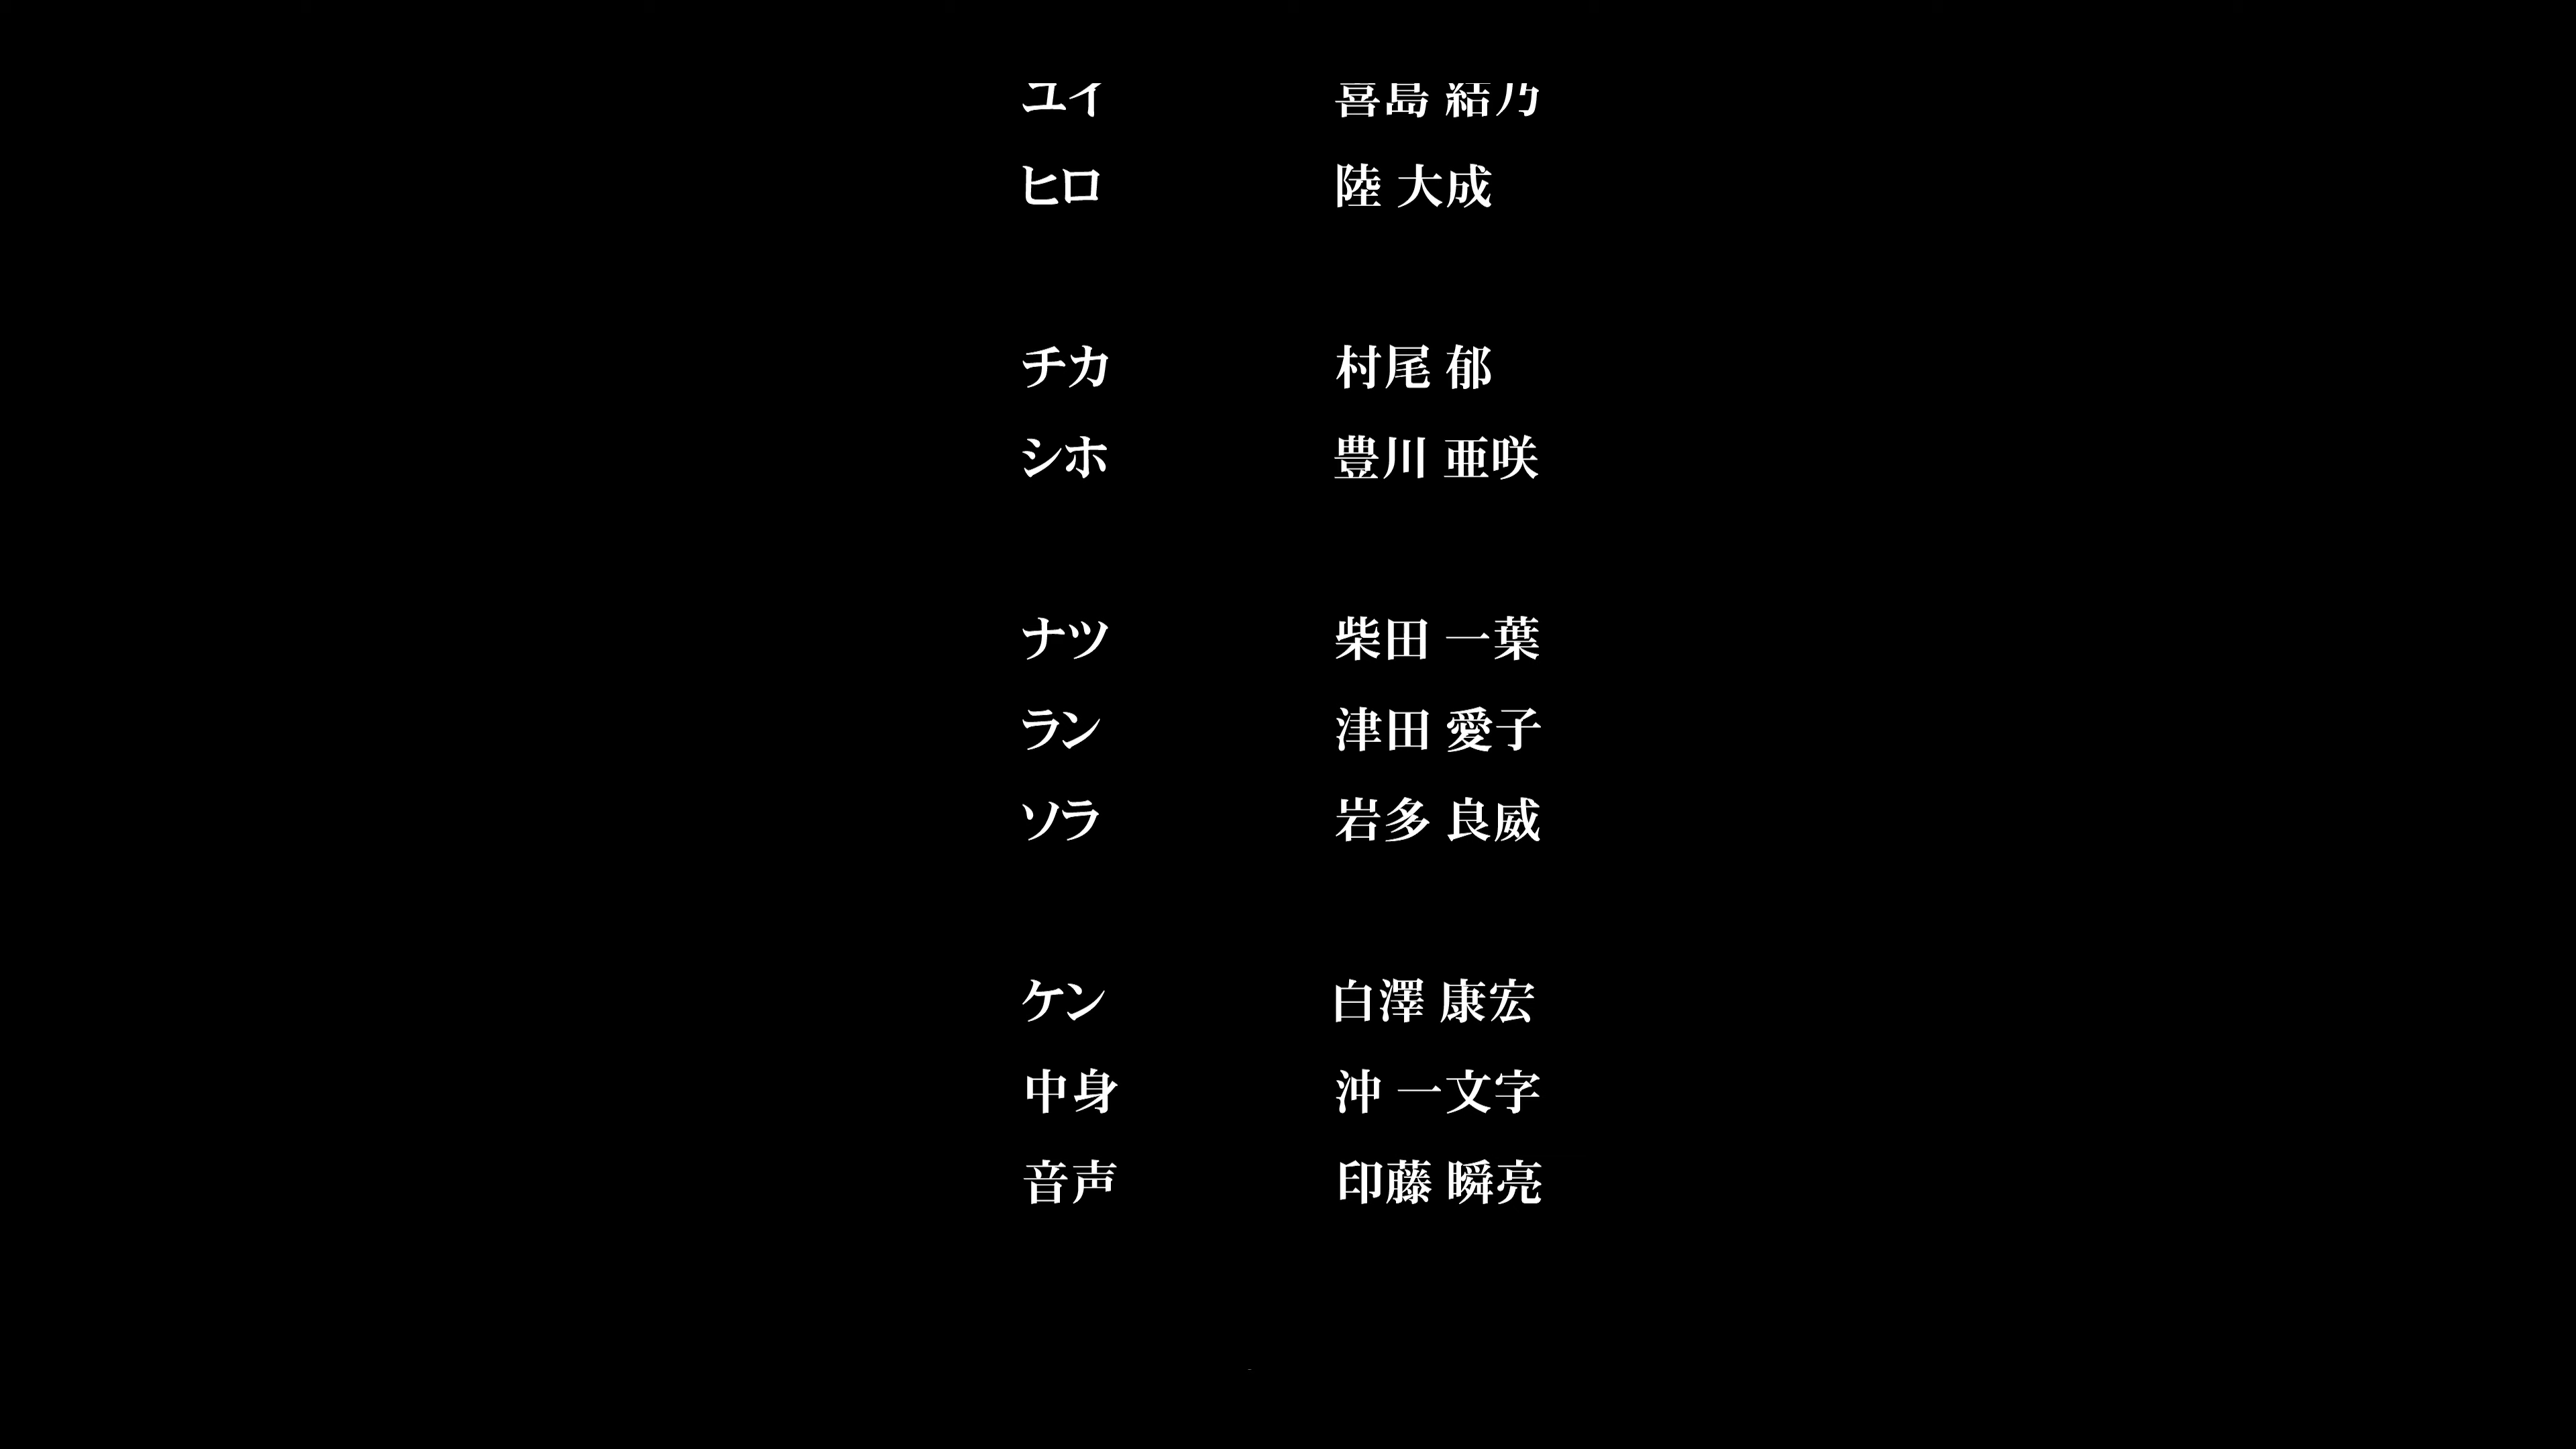 ユイ 喜島 結乃
ヒロ 陸 大成
チカ 村尾 郁
シホ 豊川 亜咲
ナツ 柴田 一葉
ラン 津田 愛子
ソラ 岩多 良威
ケン 白澤 康宏
中身 沖 一文字
音声 印藤 瞬亮